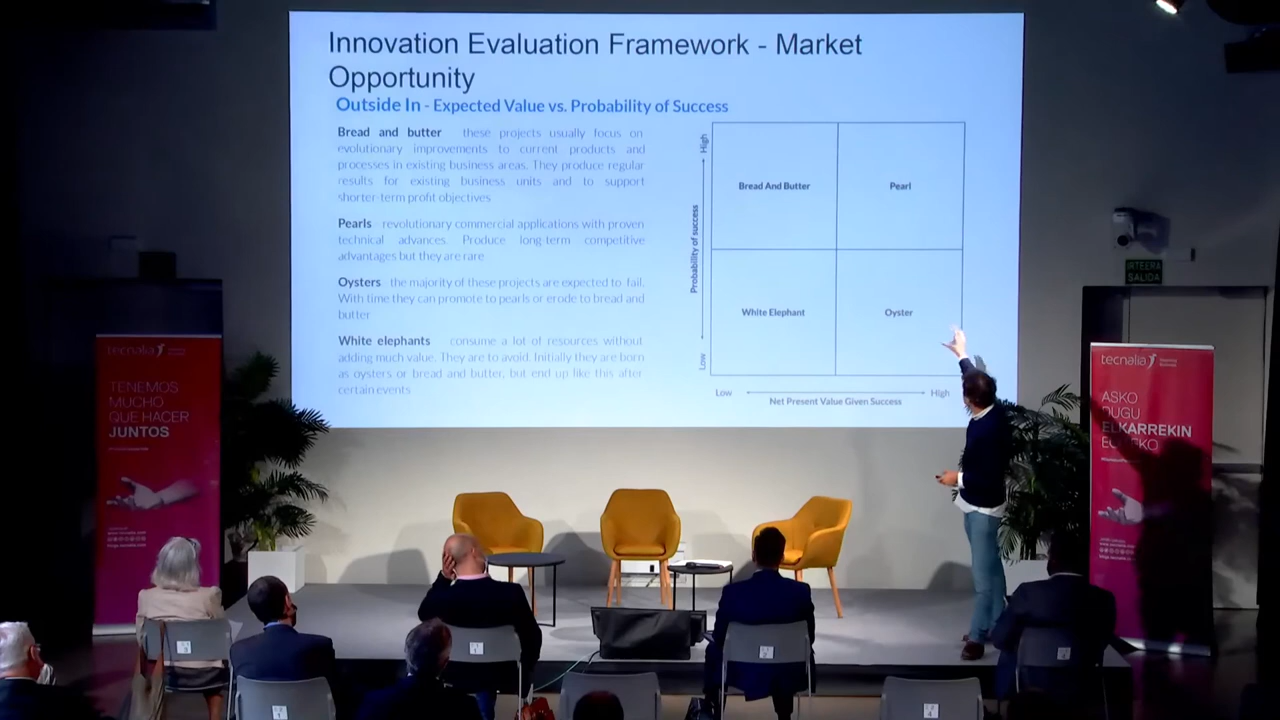 Innovation Evaluation Framework - Market
Opportunity
Outside In - Expected Value vs. Probability of Success
Bread and butter these projects usually focus on
evolutionary improvements to current products and
processes in existing business areas. They produce regular
results for existing business units and to support
shorter-term profit objectives
Pearls revolutionary commercial applications with proven
technical advances. Produce long-term competitive
advantages but they are rare
Oysters the majority of these projects are expected to fail.
With time they can promote to pearls or erode to bread and
butter
White elephants consume a lot of resources without
adding much value. They are to avoid. Initially they are born
as oysters or bread and butter, but end up like this after
certain events
High
Probability of success
Low
Bread And Butter
Pearl
White Elephant
Oyster
Low
High
Net Present Value Given Success
IRTEERA
SALIDA
tecnalia
TENEMOS
MUCHO
QUE HACER
JUNTOS
tecnalia
ASKO
DUGU
ELKARREKIN